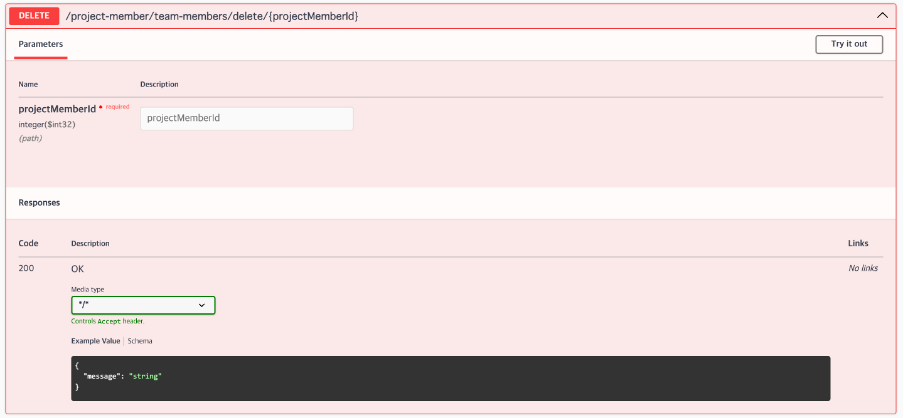 DELETE /project-member/team-members/delete/{projectMemberId}
Parameters
Try it out
Name Description
projectMemberId * required
projectMemberId
integer($int32)
(path)
Responses
Code Description Links
200 OK No links
Media type
*/*
Controls Accept header.
Example Value Schema
{
"message": "string"
}